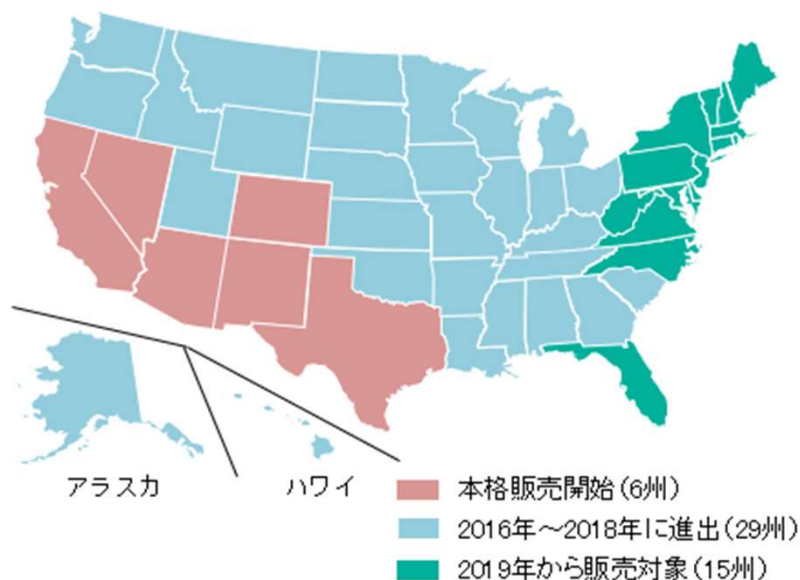 アラスカ
ハワイ
本格販売開始(6州)
2016年～2018年に進出(29州)
2019年から販売対象(15州)